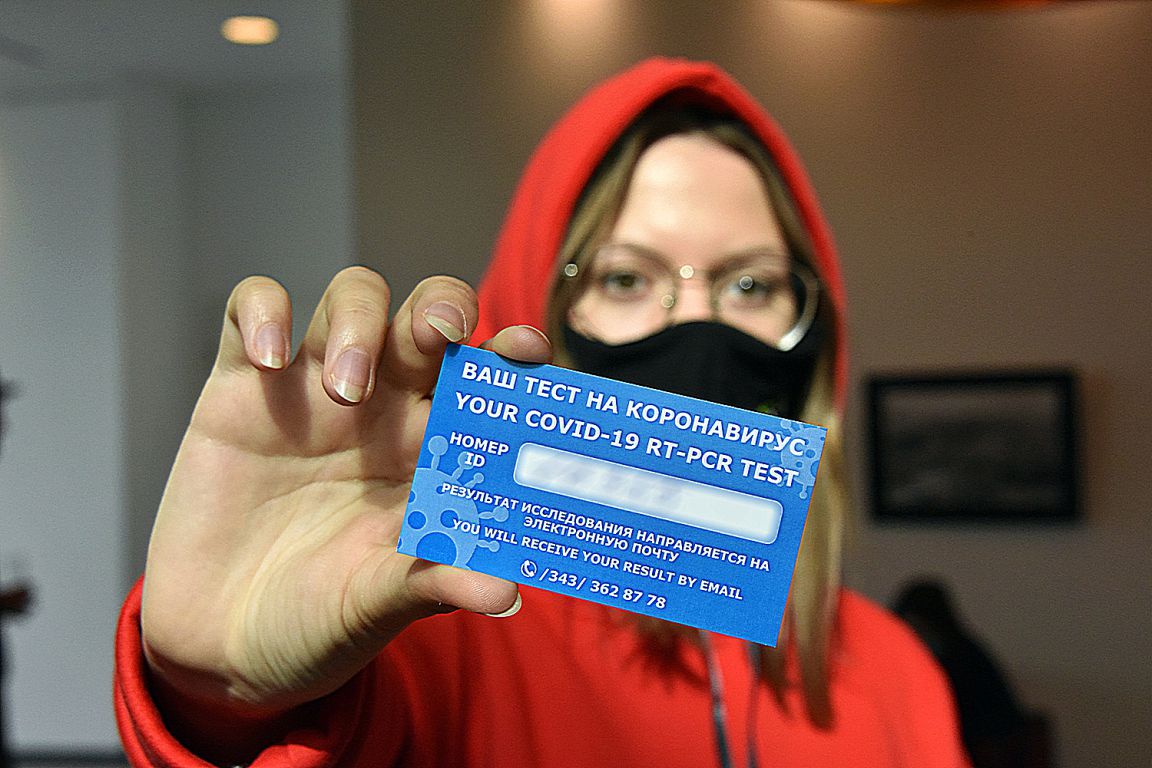 ВАШ ТЕСТ НА КОРОНАВИРУС
YOUR COVID-19 RT-PCR TEST
НОМЕР
ID
РЕЗУЛЬТАТ ИССЛЕДОВАНИЯ НАПРАВЛЯЕТСЯ НА
ЭЛЕКТРОННУЮ ПОЧТУ
YOU WILL RECEIVE YOUR RESULT BY EMAIL
/343/ 362 87 78